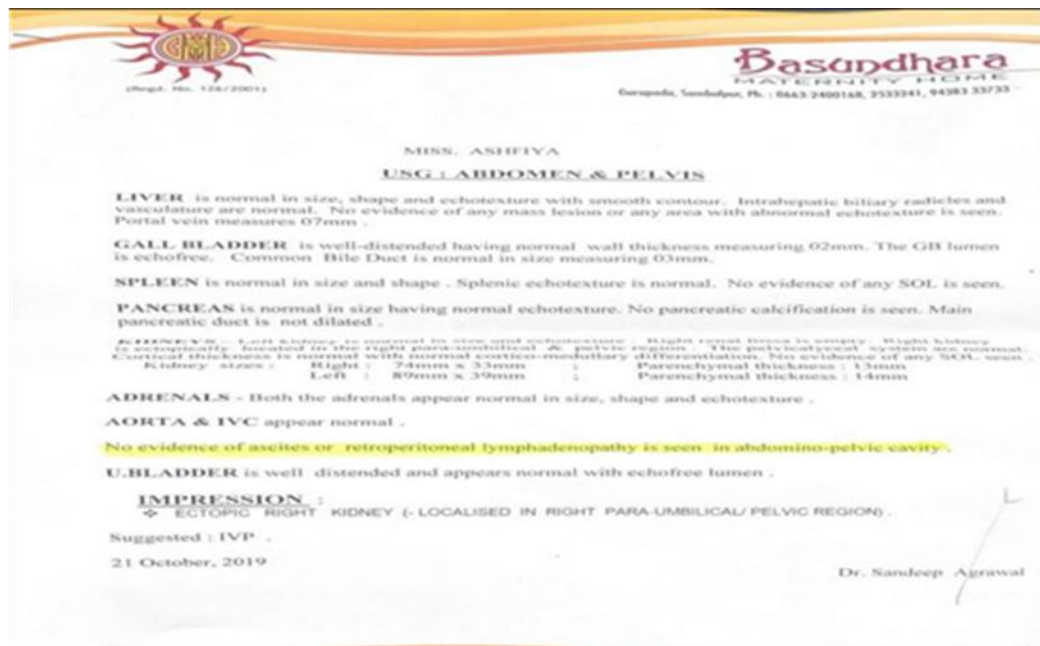 (Regd. No. 126/2001)
Basundhara
MATERNITY HOME
Gurupada, Sambalpur, Ph. : 0663-2400168, 2533241, 94383 33733
MISS. ASHFIYA
USG : ABDOMEN & PELVIS
LIVER is normal in size, shape and echotexture with smooth contour. Intrahepatic biliary radicles and
vasculature are normal. No evidence of any mass lesion or any area with abnormal echotexture is seen.
Portal vein measures 07mm .
GALL BLADDER is well-distended having normal wall thickness measuring 02mm. The GB lumen
is echofree. Common Bile Duct is normal in size measuring 03mm.
SPLEEN is normal in size and shape . Splenic echotexture is normal. No evidence of any SOL is seen.
PANCREAS is normal in size having normal echotexture. No pancreatic calcification is seen. Main
pancreatic duct is not dilated .
KIDNEYS - Left kidney is normal in size and echotexture . Right renal fossa is empty. Right kidney
is ectopically located in the right para-umbilical & pelvic region . The pelvicalyceal system are normal.
Cortical thickness is normal with normal cortico-medullary differentiation. No evidence of any SOL seen .
Kidney sizes : Right : 74mm x 33mm ; Parenchymal thickness : 13mm
Left : 89mm x 39mm ; Parenchymal thickness : 14mm
ADRENALS - Both the adrenals appear normal in size, shape and echotexture .
AORTA & IVC appear normal .
No evidence of ascites or retroperitoneal lymphadenopathy is seen in abdomino-pelvic cavity .
U.BLADDER is well distended and appears normal with echofree lumen .
IMPRESSION :
❖ ECTOPIC RIGHT KIDNEY (- LOCALISED IN RIGHT PARA-UMBILICAL/ PELVIC REGION) .
Suggested : IVP .
21 October, 2019
Dr. Sandeep Agrawal